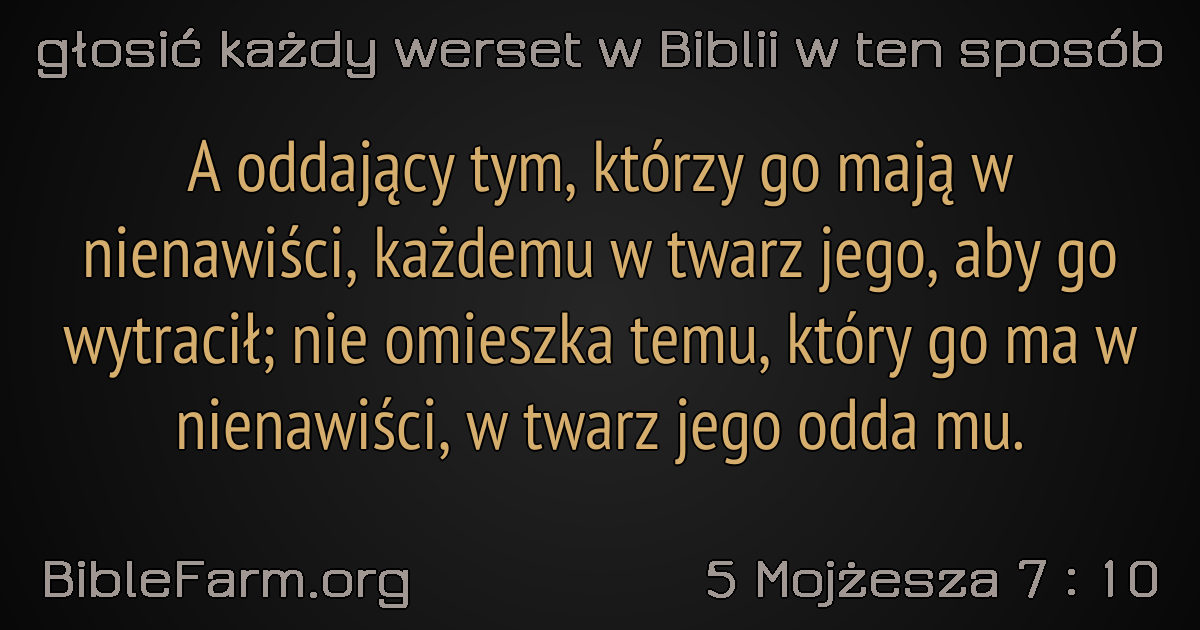 głosić każdy werset w Biblii w ten sposób
A oddający tym, którzy go mają w
nienawiści, każdemu w twarz jego, aby go
wytracił; nie omieszka temu, który go ma w
nienawiści, w twarz jego odda mu.
BibleFarm.org
5 Mojżesza 7 : 10